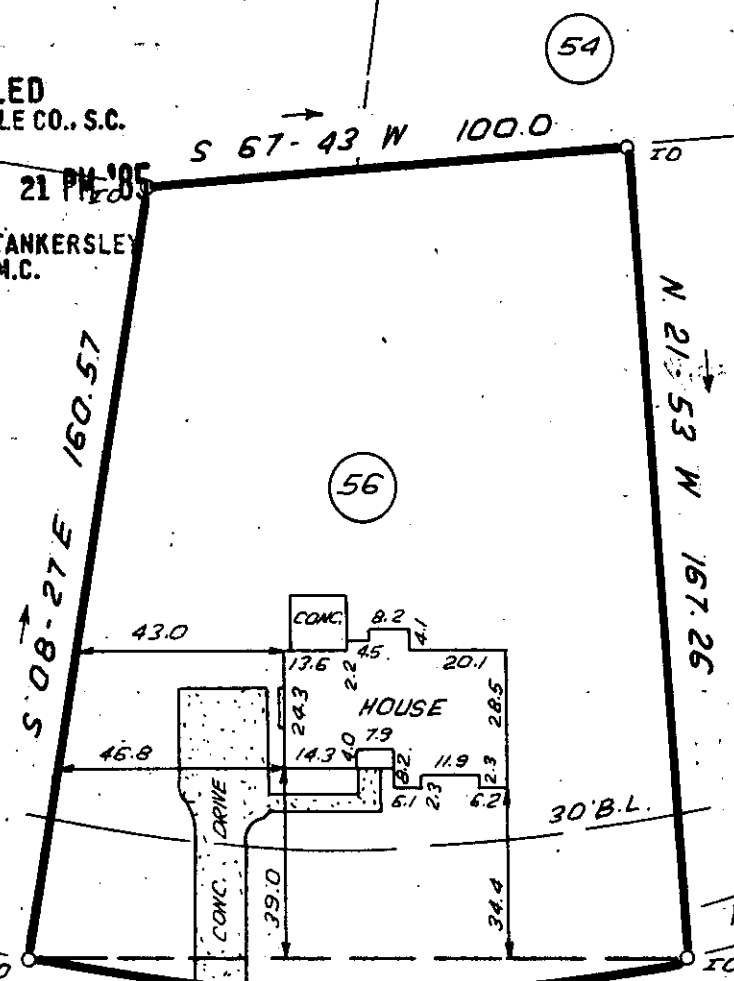 54
LED
LE CO., S.C.
S 67-43 W 100.0
IO
21 PM '85
IO
TANKERSLEY
M.C.
N 21-53 W 167.26
S 08-27 E 160.57
56
CONC.
8.2
4.1
43.0
13.6
2.2
4.5
20.1
HOUSE
24.3
28.5
7.9
4.0
46.8
14.3
8.2
11.9
2.3
6.1
2.3
6.2
30' B.L.
CONC. DRIVE
39.0
34.4
O
IO